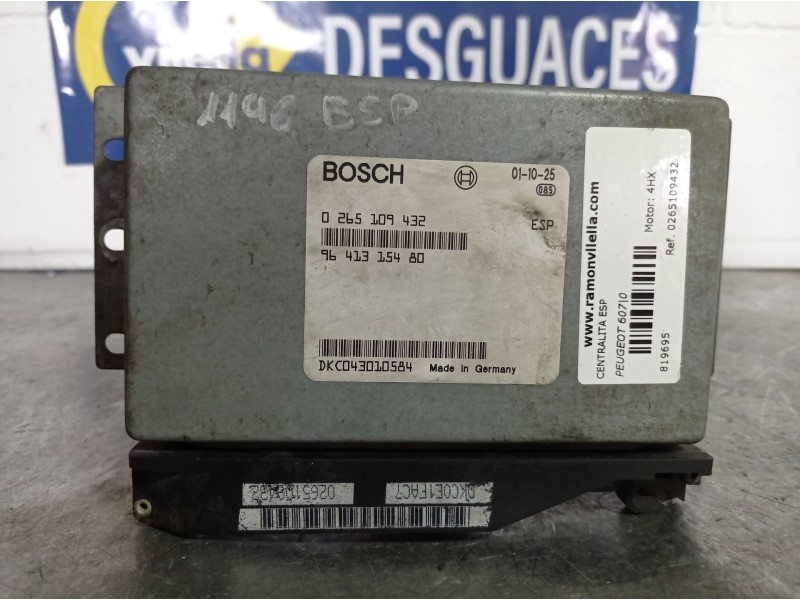 DESGUACES
1196 ESP
BOSCH
01-10-25
085
0 265 109 432
ESP
96 413 154 80
DKC043010584 Made in Germany
www.ramonvilella.com
CENTRALITA ESP
PEUGEOT 607|0
819695
Motor: 4HX
Ref. 0265109432
0265109432
DKC0E1FAC7